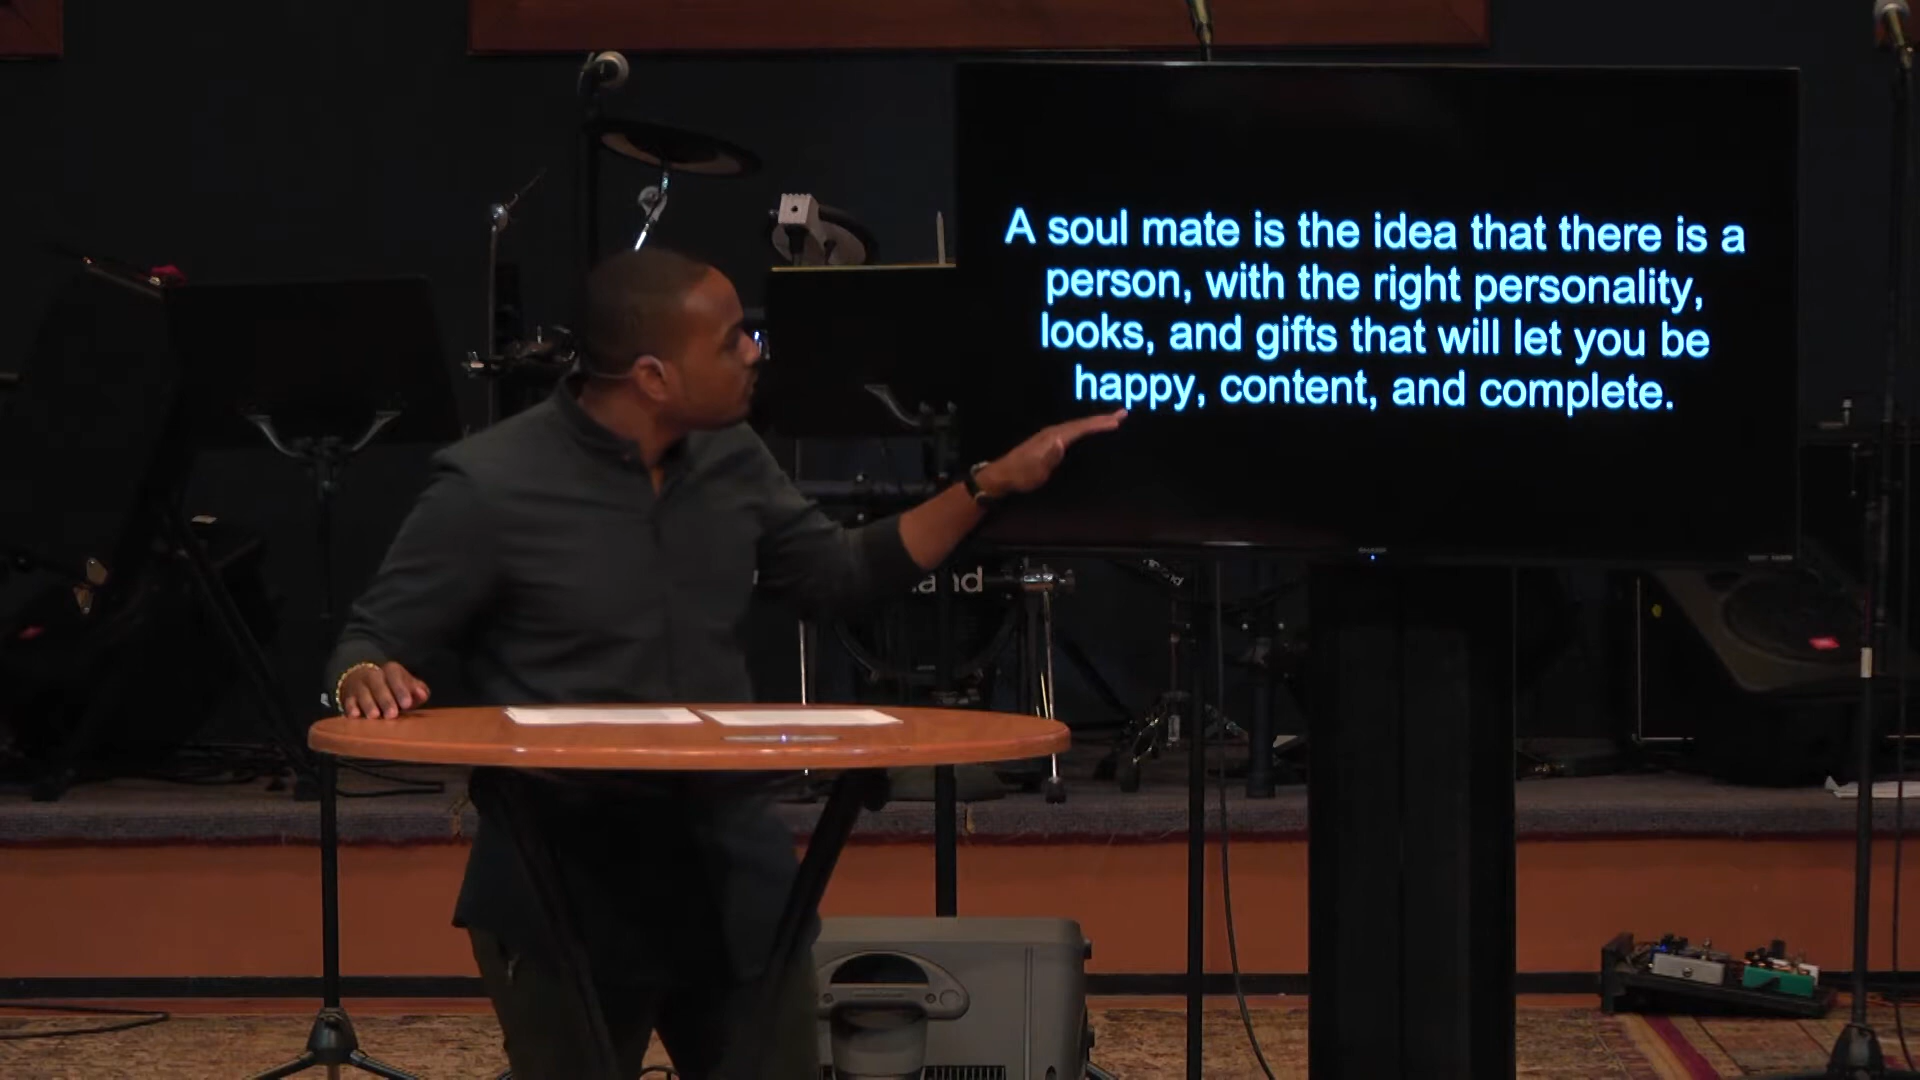 A soul mate is the idea that there is a
person, with the right personality,
looks, and gifts that will let you be
happy, content, and complete.